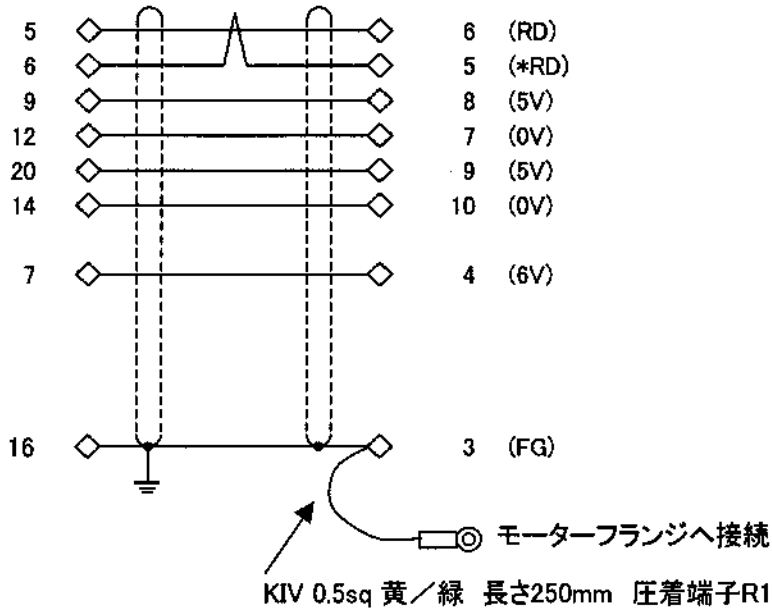 5 6 (RD)
6 5 (*RD)
9 8 (5V)
12 7 (0V)
20 9 (5V)
14 10 (0V)
7 4 (6V)
16 3 (FG)
モーターフランジへ接続
KIV 0.5sq 黄/緑 長さ250mm 圧着端子R1